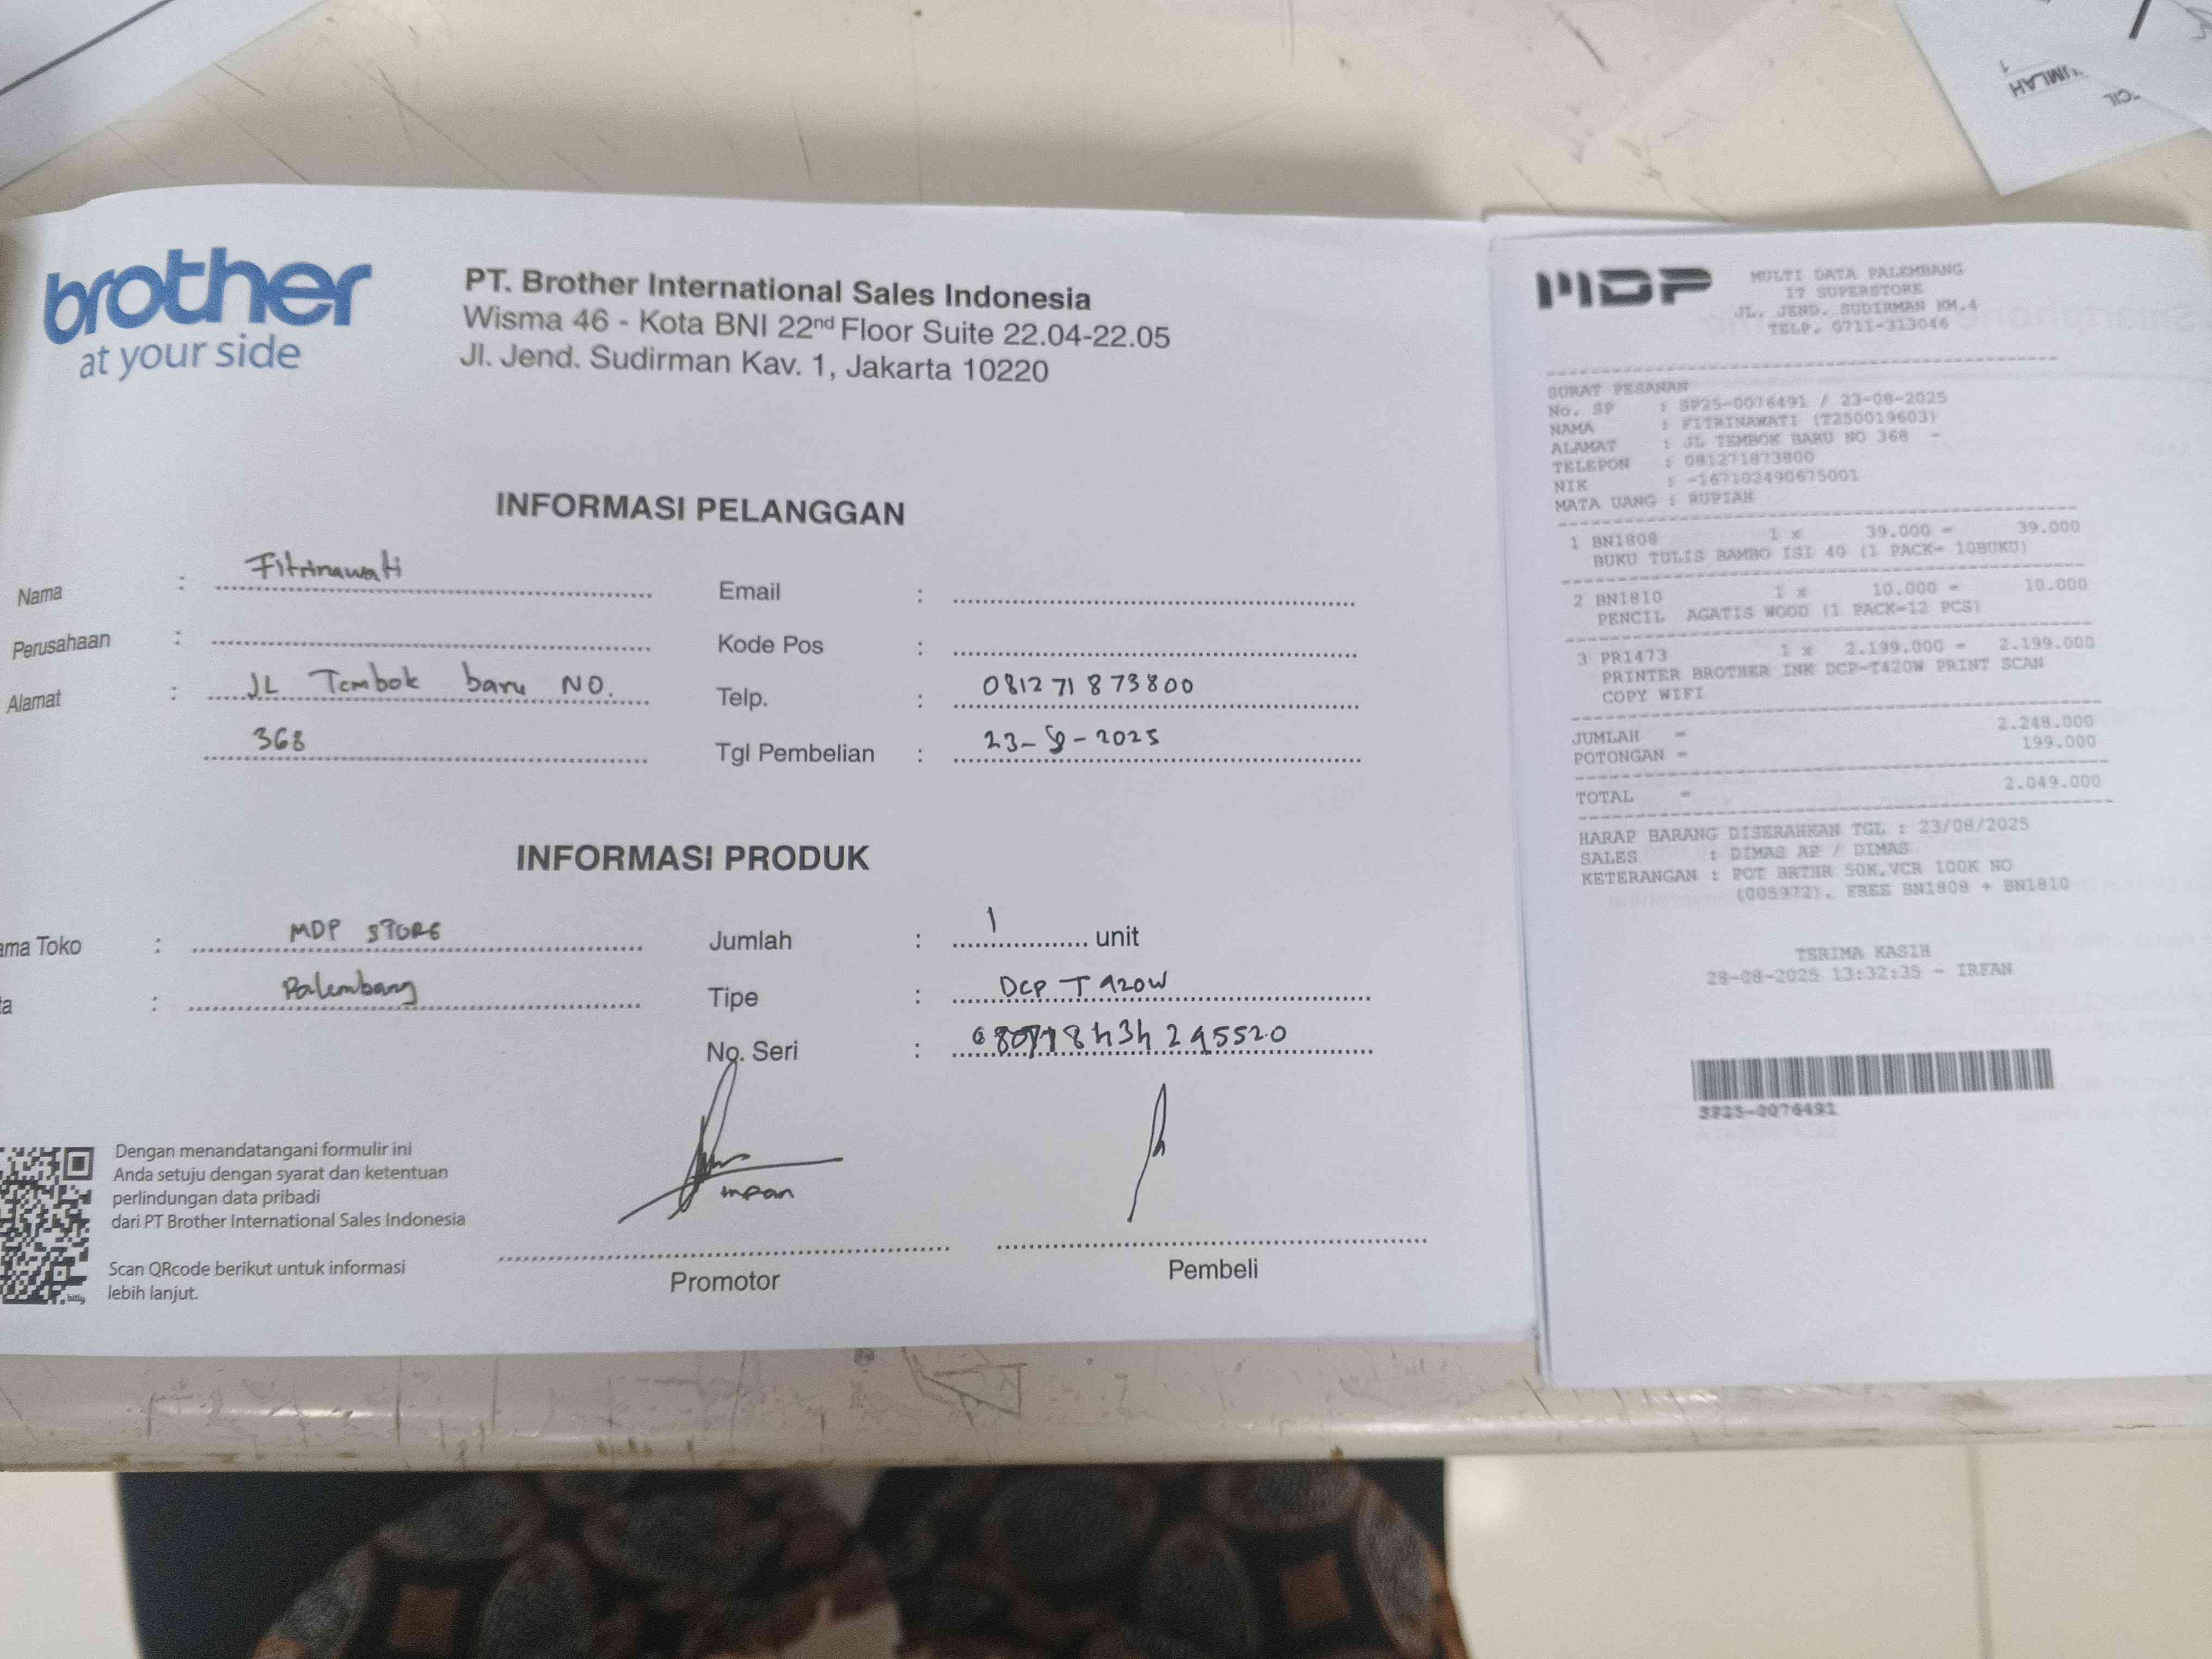 brother
at your side
PT. Brother International Sales Indonesia
Wisma 46 - Kota BNI 22nd Floor Suite 22.04-22.05
Jl. Jend. Sudirman Kav. 1, Jakarta 10220
INFORMASI PELANGGAN
Nama : Fitrinawati
Perusahaan :
Alamat : JL Tembok baru NO.
368
Email :
Kode Pos :
Telp. : 081271873800
Tgl Pembelian : 23-8-2025
INFORMASI PRODUK
ama Toko : MDP STORE
ta : Palembang
Jumlah : 1 unit
Tipe : DCP T420W
No. Seri :
Dengan menandatangani formulir ini
Anda setuju dengan syarat dan ketentuan
perlindungan data pribadi
dari PT Brother International Sales Indonesia
Scan QRcode berikut untuk informasi
lebih lanjut.
bitly
Promotor
Pembeli
MDP
MULTI DATA PALEMBANG
IT SUPERSTORE
JL. JEND. SUDIRMAN KM.4
TELP. 0711-313046
SURAT PESANAN
No. SP : SP25-0076491 / 23-08-2025
NAMA : FITRINAWATI (T250019603)
ALAMAT : JL TEMBOK BARU NO 368 -
TELEPON : 081271873800
NIK : -167102490675001
MATA UANG : RUPIAH
1 BN1808 1 x 39.000 = 39.000
BUKU TULIS BAMBO ISI 40 (1 PACK= 10BUKU)
2 BN1810 1 x 10.000 = 10.000
PENCIL AGATIS WOOD (1 PACK=12 PCS)
3 PR1473 1 x 2.199.000 = 2.199.000
PRINTER BROTHER INK DCP-T420W PRINT SCAN
COPY WIFI
JUMLAH = 2.248.000
POTONGAN = 199.000
TOTAL = 2.049.000
HARAP BARANG DISERAHKAN TGL : 23/08/2025
SALES : DIMAS AP / DIMAS
KETERANGAN : POT BRTHR 50K,VCR 100K NO
(005972), FREE BN1808 + BN1810
TERIMA KASIH
28-08-2025 13:32:35 - IRFAN
SP25-0076491
JUMLAH
1